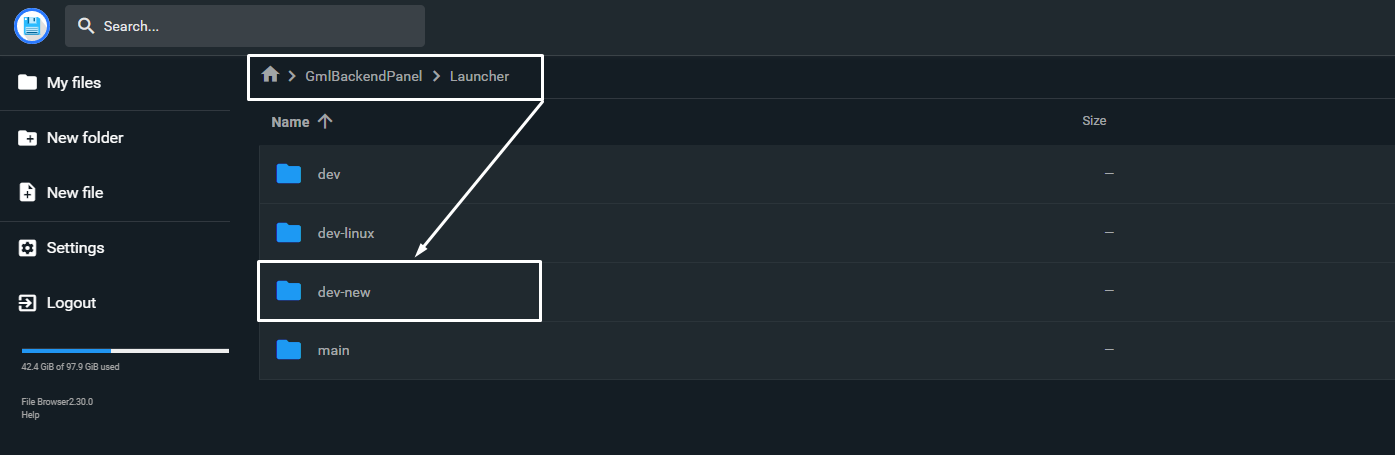 Search...
My files
New folder
New file
Settings
Logout
42.4 GiB of 97.9 GiB used
File Browser2.30.0
Help
GmlBackendPanel > Launcher
Name Size
dev —
dev-linux —
dev-new —
main —